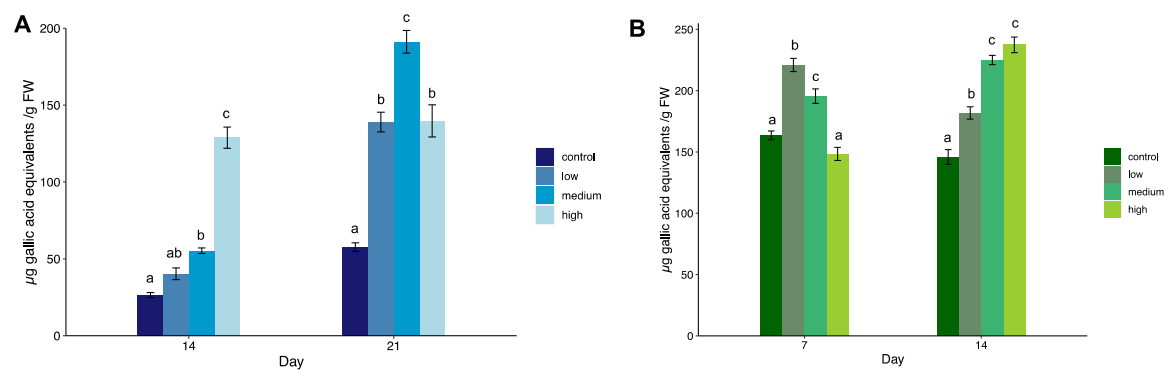 A
µg gallic acid equivalents /g FW
200
150
100
50
0
a
ab
b
c
a
b
c
b
14
21
Day
control
low
medium
high
B
µg gallic acid equivalents /g FW
250
200
150
100
50
0
a
b
c
a
a
b
c
c
7
14
Day
control
low
medium
high